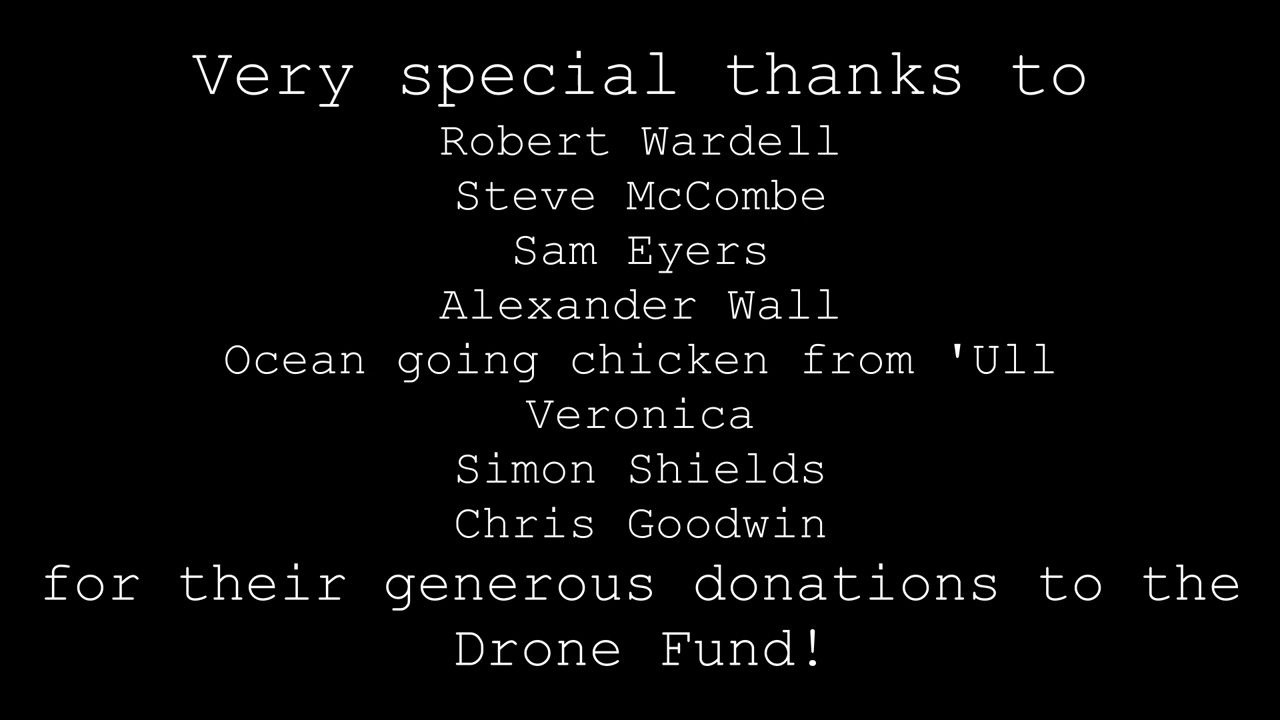 Very special thanks to
Robert Wardell
Steve McCombe
Sam Eyers
Alexander Wall
Ocean going chicken from 'Ull
Veronica
Simon Shields
Chris Goodwin
for their generous donations to the
Drone Fund!